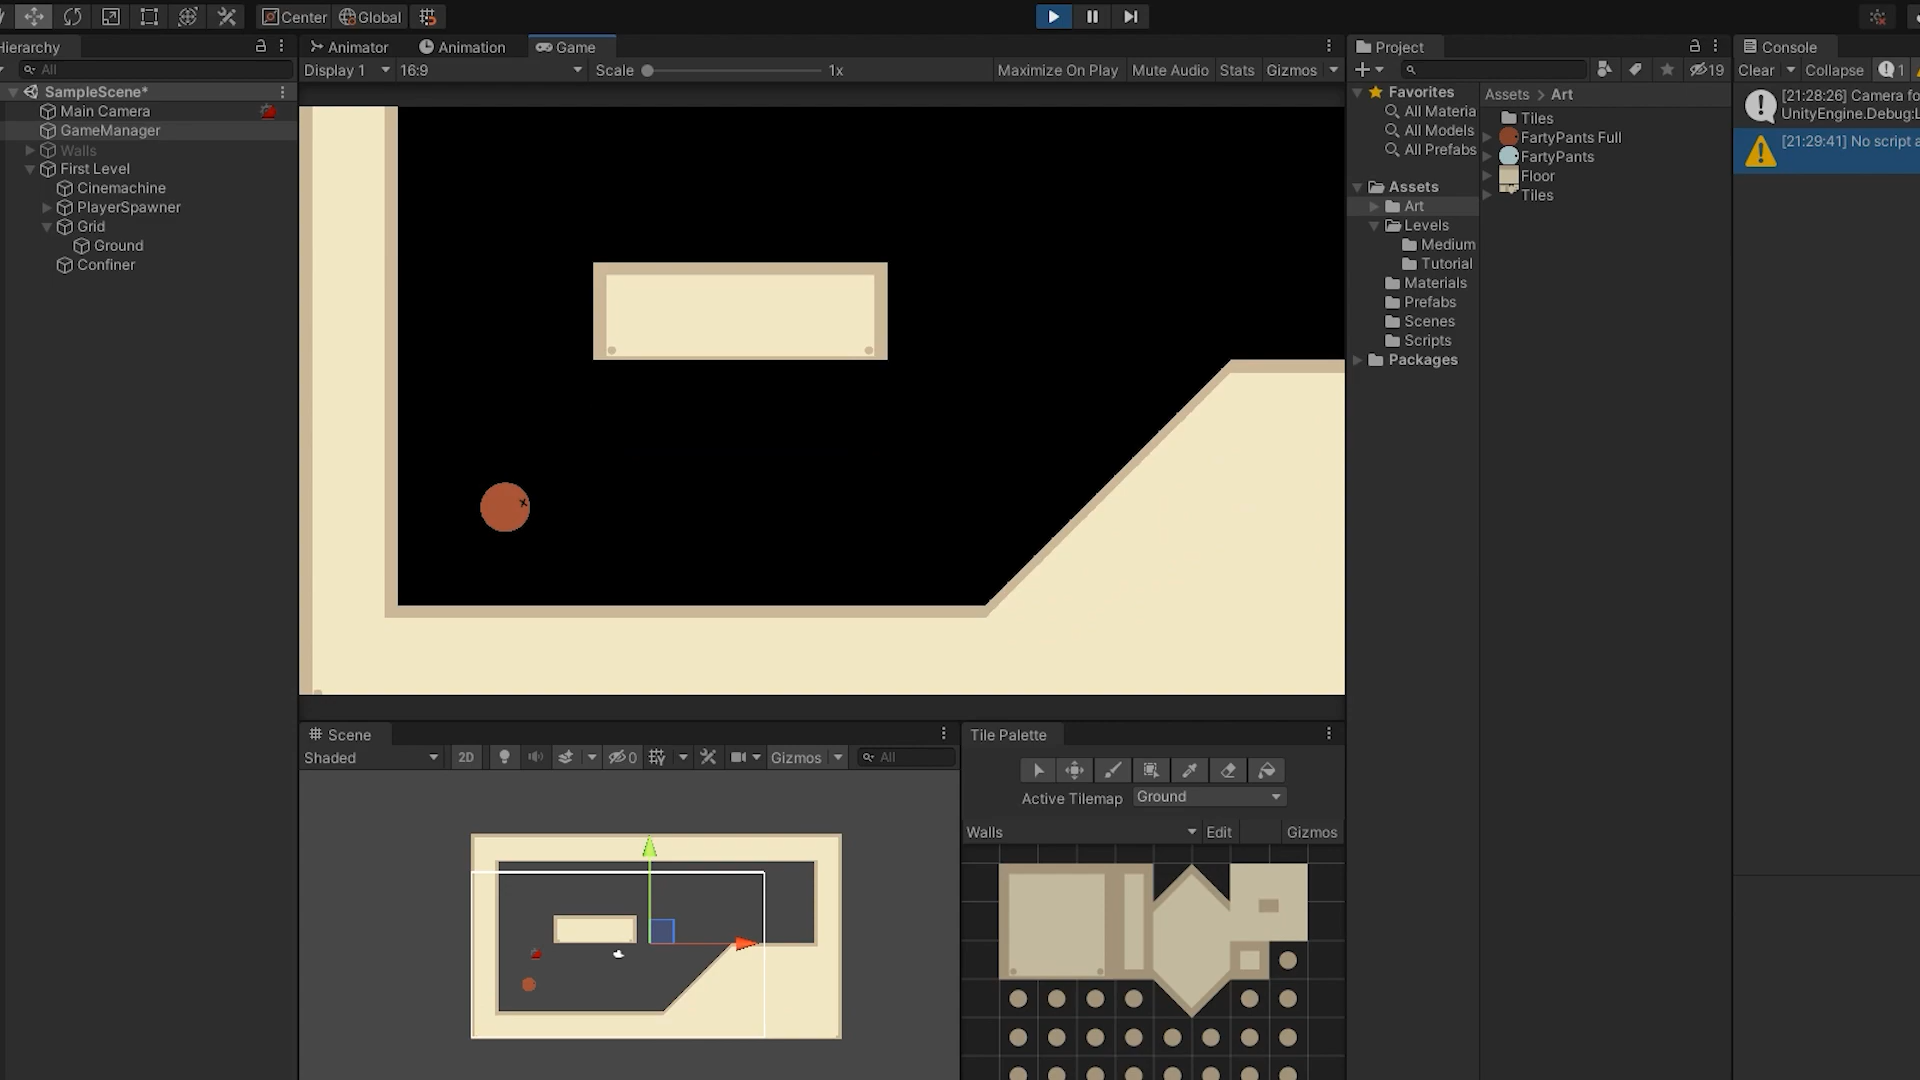 Center
Global
Hierarchy
All
SampleScene*
Main Camera
GameManager
Walls
First Level
Cinemachine
PlayerSpawner
Grid
Ground
Confiner
Animator
Animation
Game
Display 1
16:9
Scale
1x
Maximize On Play
Mute Audio
Stats
Gizmos
Scene
Shaded
2D
0
Gizmos
All
Tile Palette
Active Tilemap
Ground
Walls
Edit
Gizmos
Project
19
Favorites
All Materia
All Models
All Prefabs
Assets
Art
Levels
Medium
Tutorial
Materials
Prefabs
Scenes
Scripts
Packages
Assets > Art
Tiles
FartyPants Full
FartyPants
Floor
Tiles
Console
Clear
Collapse
1
[21:28:26] Camera fo
UnityEngine.Debug:L
[21:29:41] No script a